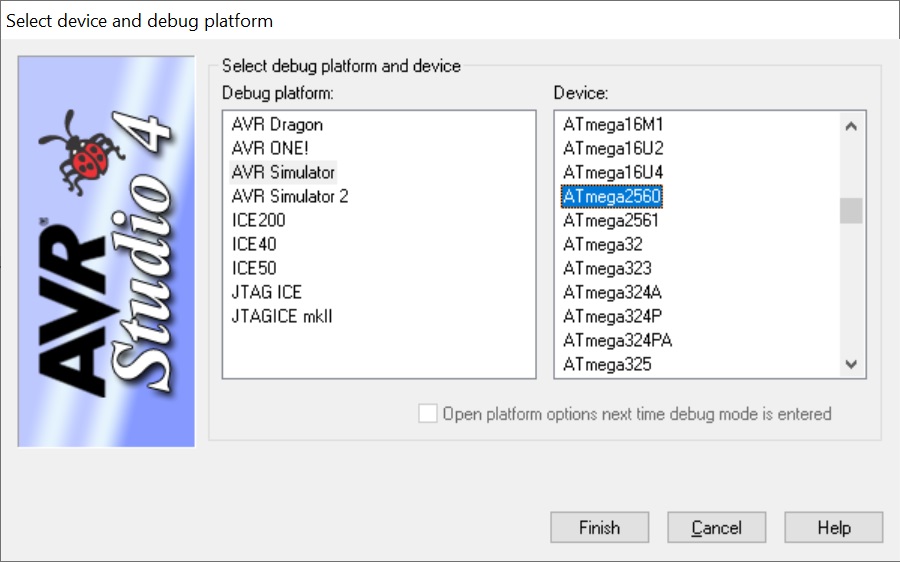 Select device and debug platform
AVR®
Studio 4
Select debug platform and device
Debug platform:
AVR Dragon
AVR ONE!
AVR Simulator
AVR Simulator 2
ICE200
ICE40
ICE50
JTAG ICE
JTAGICE mkII
Device:
ATmega16M1
ATmega16U2
ATmega16U4
ATmega2560
ATmega2561
ATmega32
ATmega323
ATmega324A
ATmega324P
ATmega324PA
ATmega325
Open platform options next time debug mode is entered
Finish
Cancel
Help